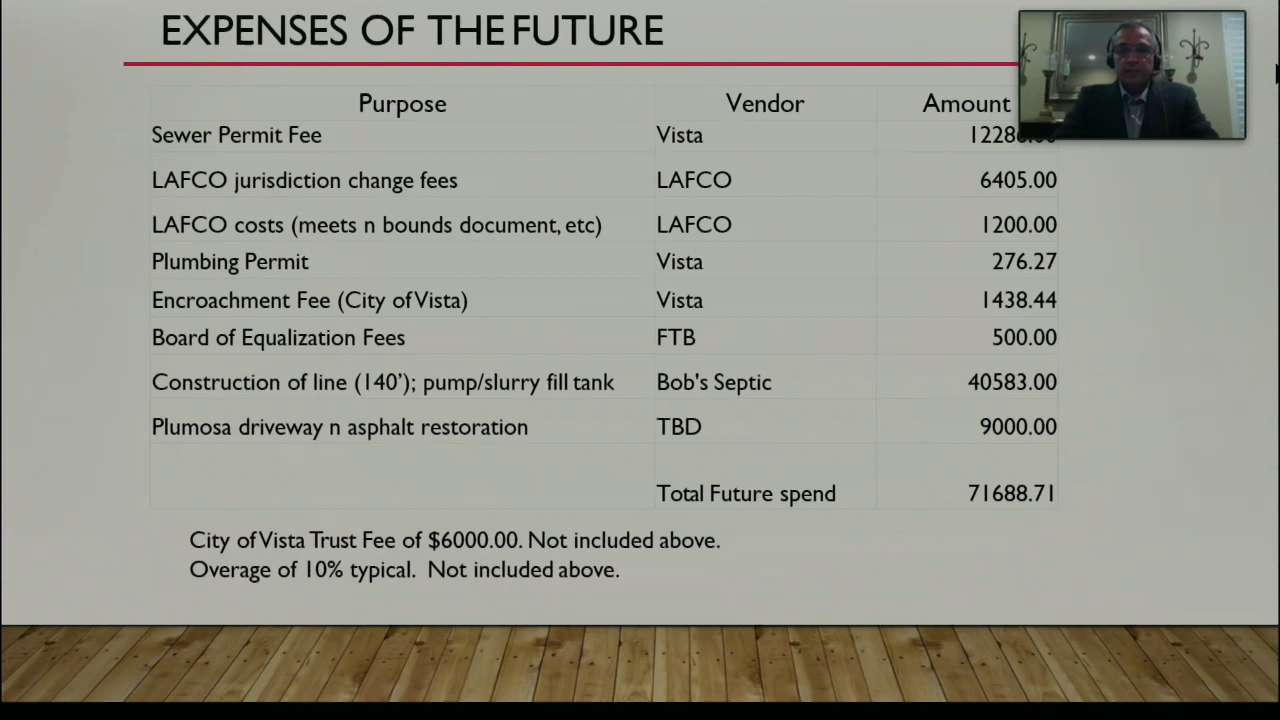 EXPENSES OF THE FUTURE
Purpose Vendor Amount
Sewer Permit Fee Vista
LAFCO jurisdiction change fees LAFCO 6405.00
LAFCO costs (meets n bounds document, etc) LAFCO 1200.00
Plumbing Permit Vista 276.27
Encroachment Fee (City of Vista) Vista 1438.44
Board of Equalization Fees FTB 500.00
Construction of line (140’); pump/slurry fill tank Bob's Septic 40583.00
Plumosa driveway n asphalt restoration TBD 9000.00
Total Future spend 71688.71
City of Vista Trust Fee of $6000.00. Not included above.
Overage of 10% typical. Not included above.